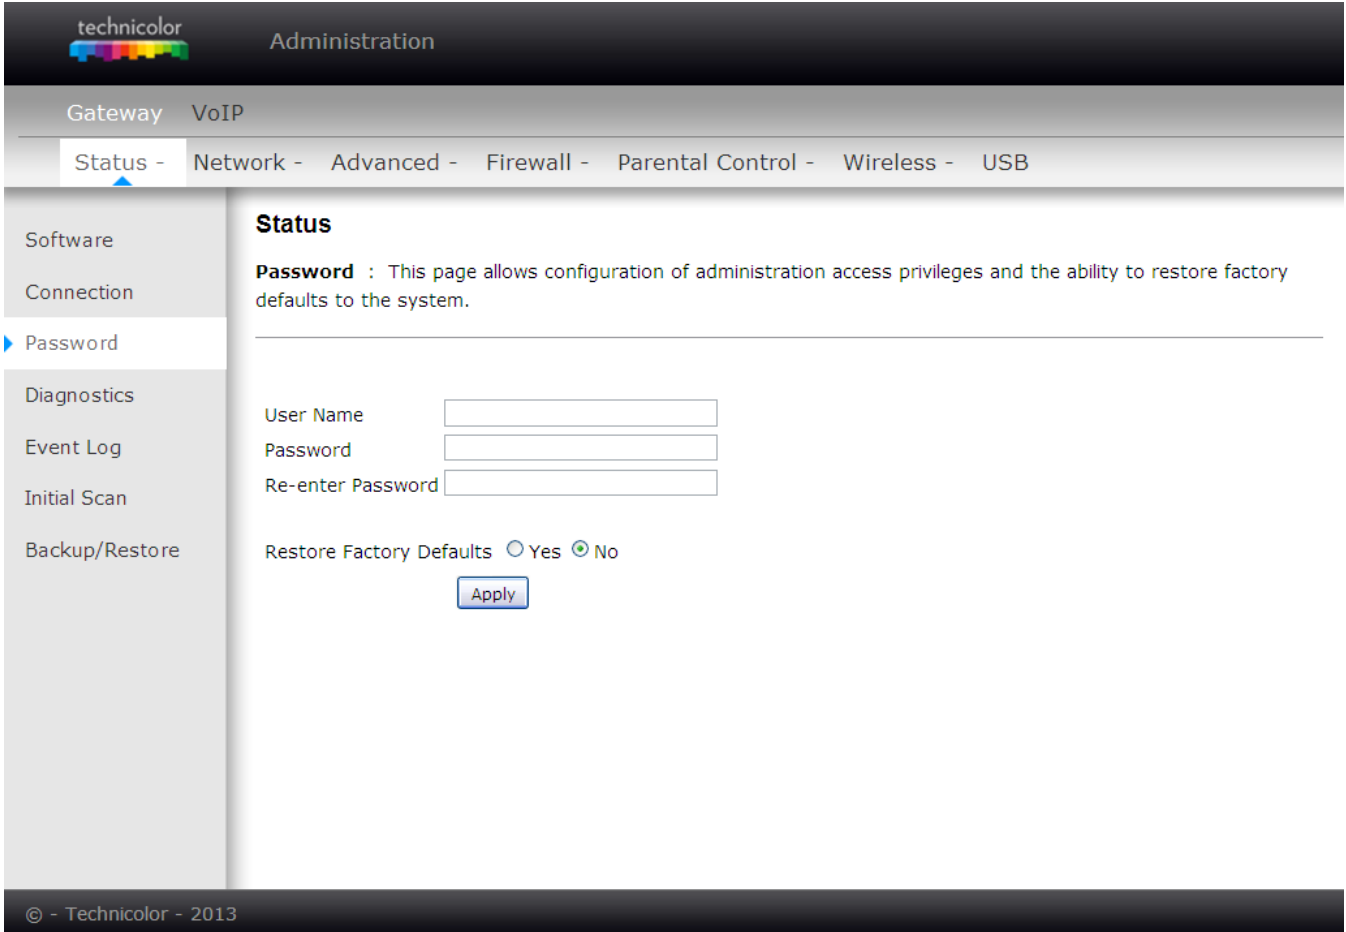 technicolor
Administration
Gateway VoIP
Status - Network - Advanced - Firewall - Parental Control - Wireless - USB
Software
Connection
Password
Diagnostics
Event Log
Initial Scan
Backup/Restore
Status
Password : This page allows configuration of administration access privileges and the ability to restore factory
defaults to the system.
User Name
Password
Re-enter Password
Restore Factory Defaults Yes No
Apply
© - Technicolor - 2013